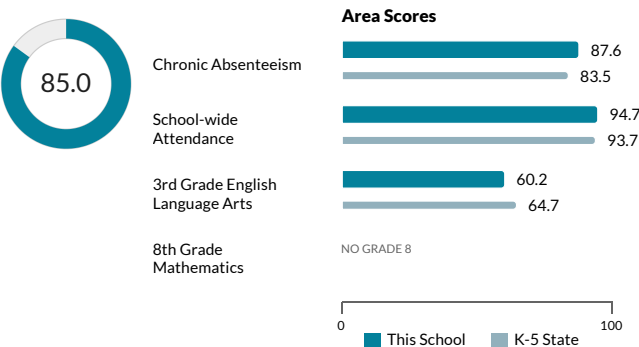 Area Scores
85.0
Chronic Absenteeism
87.6
83.5
School-wide
Attendance
94.7
93.7
3rd Grade English
Language Arts
60.2
64.7
8th Grade
Mathematics
NO GRADE 8
0
100
This School
K-5 State